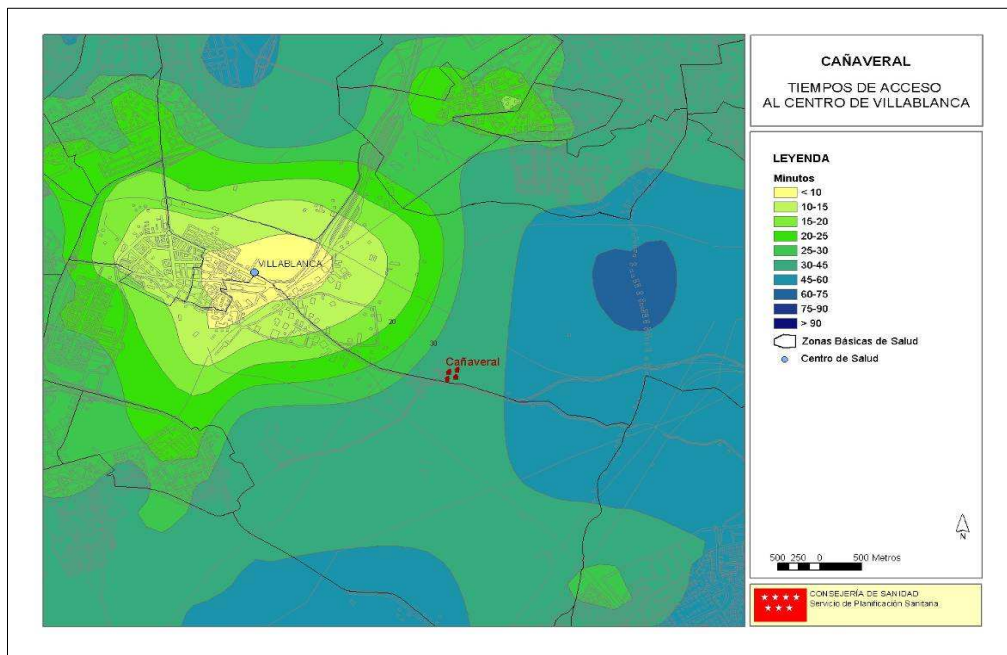 CAÑAVERAL
TIEMPOS DE ACCESO
AL CENTRO DE VILLABLANCA
LEYENDA
Minutos
< 10
10-15
15-20
20-25
25-30
30-45
45-60
60-75
75-90
> 90
Zonas Básicas de Salud
Centro de Salud
VILLABLANCA
20
30
Cañaveral
N
500 250 0 500 Metros
CONSEJERÍA DE SANIDAD
Servicio de Planificación Sanitaria